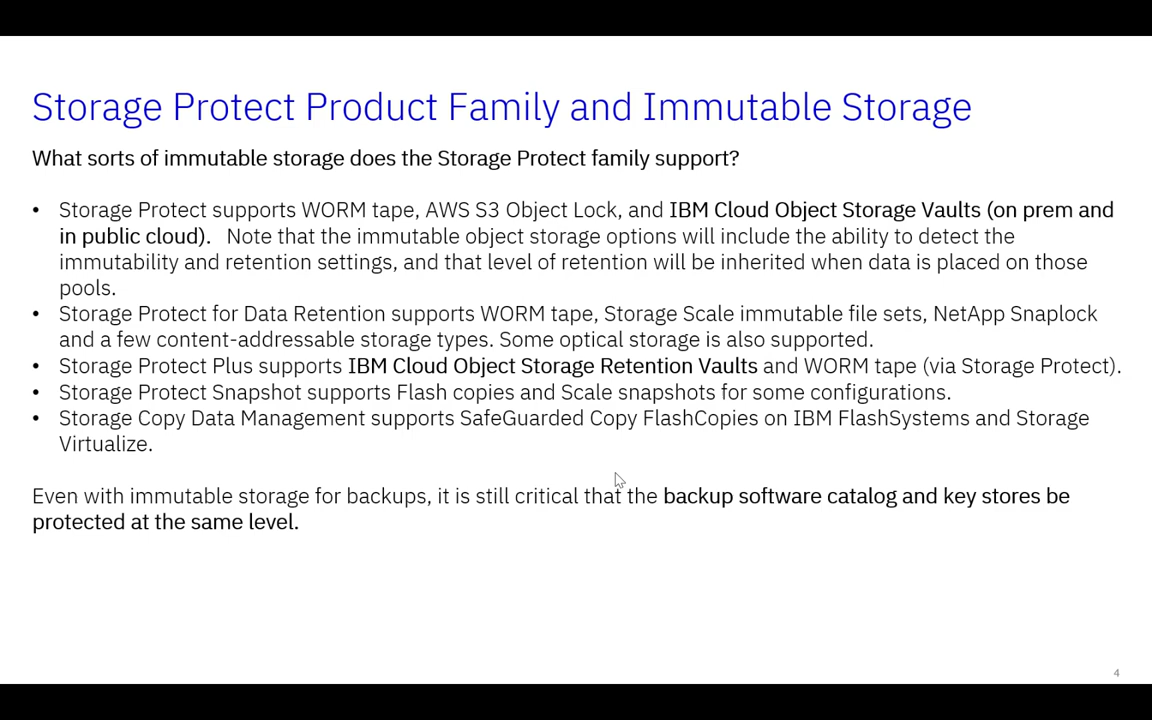 Storage Protect Product Family and Immutable Storage
What sorts of immutable storage does the Storage Protect family support?
• Storage Protect supports WORM tape, AWS S3 Object Lock, and IBM Cloud Object Storage Vaults (on prem and
in public cloud). Note that the immutable object storage options will include the ability to detect the
immutability and retention settings, and that level of retention will be inherited when data is placed on those
pools.
• Storage Protect for Data Retention supports WORM tape, Storage Scale immutable file sets, NetApp Snaplock
and a few content-addressable storage types. Some optical storage is also supported.
• Storage Protect Plus supports IBM Cloud Object Storage Retention Vaults and WORM tape (via Storage Protect).
• Storage Protect Snapshot supports Flash copies and Scale snapshots for some configurations.
• Storage Copy Data Management supports SafeGuarded Copy FlashCopies on IBM FlashSystems and Storage
Virtualize.
Even with immutable storage for backups, it is still critical that the backup software catalog and key stores be
protected at the same level.
4